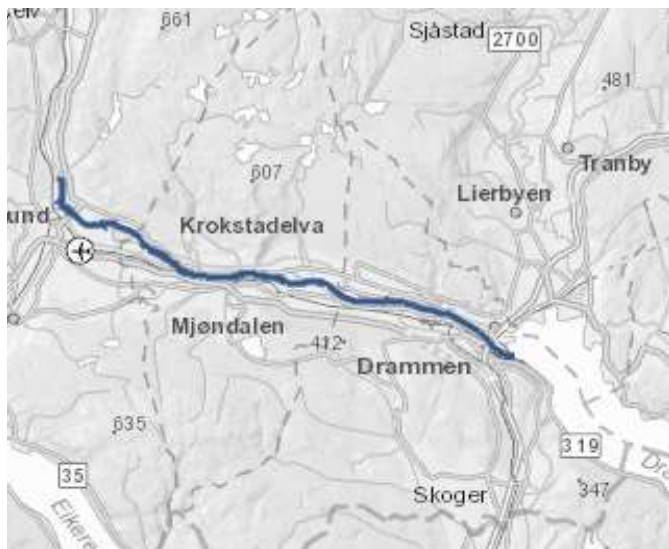 661
Sjåstad
2700
481
607
Tranby
Lierbyen
Krokstadelva
Mjøndalen
412
Drammen
635
319
35
Skoger
347